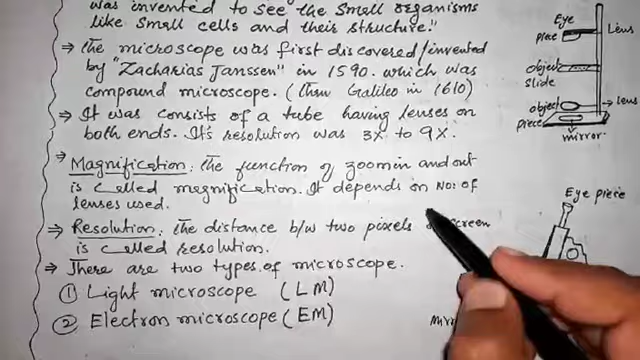 was invented to see the small organisms
like small cells and their structure."
⇒ The microscope was first discovered/invented
by "Zacharias Janssen" in 1590. which was
compound microscope. (then Galileo in 1610)
⇒ It was consists of a tube having lenses on
both ends. It's resolution was 3X to 9X.
⇒ Magnification: The function of zoomin and out
is called magnification. It depends on No: of
lenses used.
⇒ Resolution: The distance b/w two pixels screen
is called resolution.
⇒ There are two types of microscope.
① Light microscope (LM)
② Electron microscope (EM)
Eye
piece
Lens
object
slide
object
piece
Lens
mirror
Eye piece